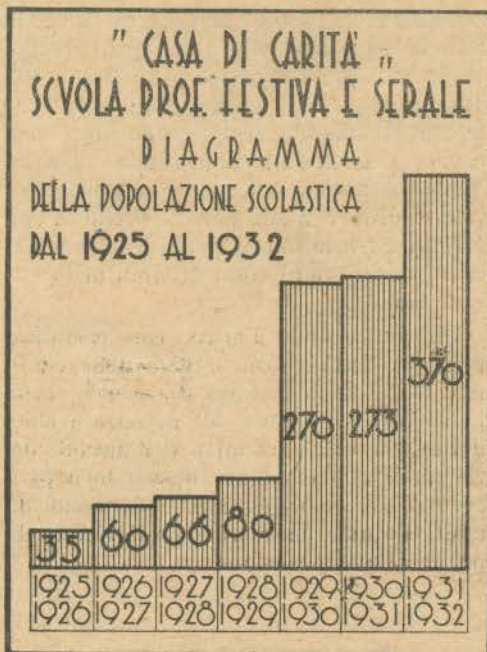 " CASA DI CARITÀ "
SCVOLA PROF. FESTIVA E SERALE
DIAGRAMMA
DELLA POPOLAZIONE SCOLASTICA
DAL 1925 AL 1932
35 60 66 80 270 273 370
1925 1926 1927 1928 1929 1930 1931
1926 1927 1928 1929 1930 1931 1932